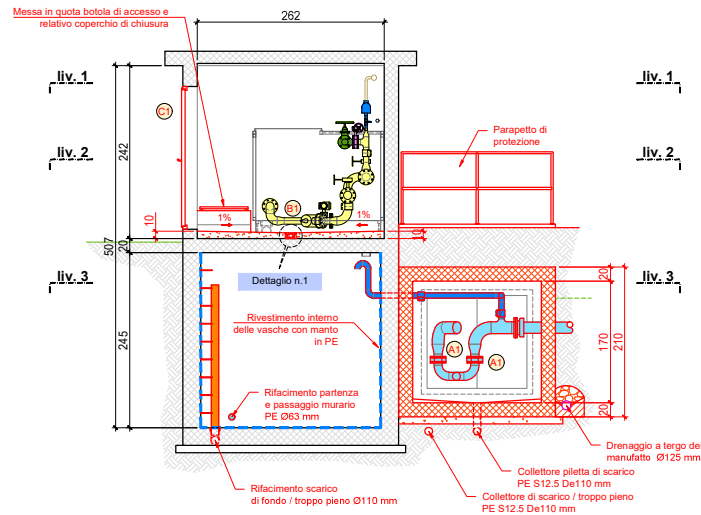 Messa in quota botola di accesso e
relativo coperchio di chiusura
262
liv. 1
liv. 1
C1
Parapetto di
protezione
liv. 2
liv. 2
242
B1
1%
1%
10
10
507
20
liv. 3
liv. 3
Dettaglio n.1
20
Rivestimento interno
delle vasche con manto
in PE
245
A1
A1
170
210
Rifacimento partenza
e passaggio murario
PE Ø63 mm
20
Drenaggio a tergo de
manufatto Ø125 mm
Collettore piletta di scarico
PE S12.5 De110 mm
Rifacimento scarico
di fondo / troppo pieno Ø110 mm
Collettore di scarico / troppo pieno
PE S12.5 De110 mm